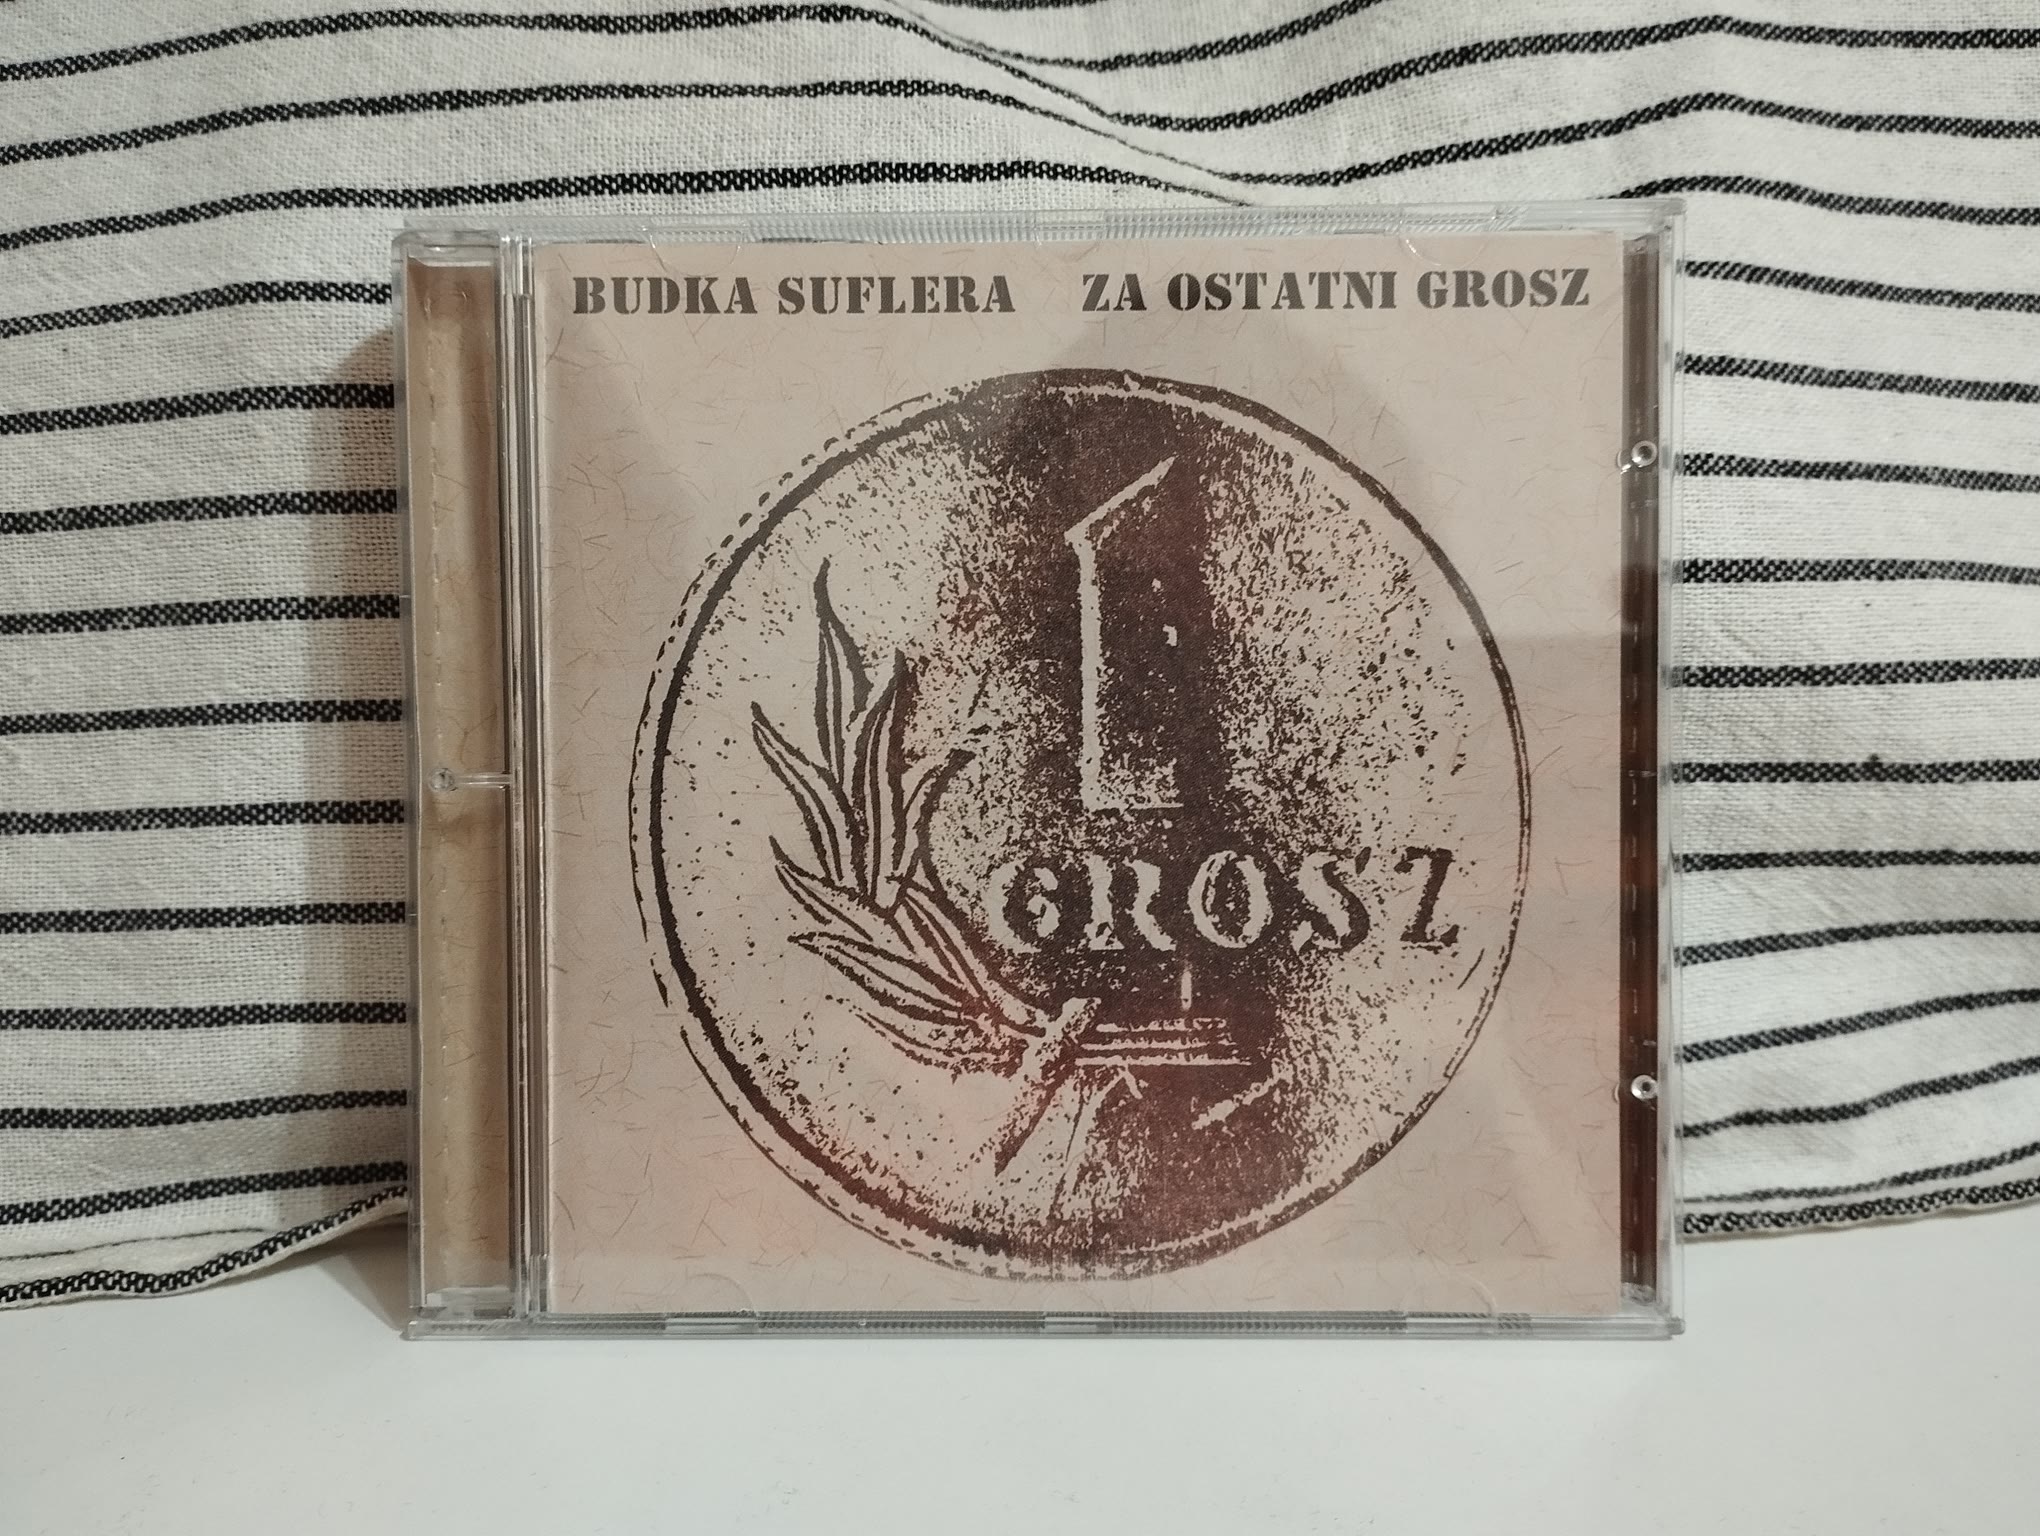 BUDKA SUFLERA ZA OSTATNI GROSZ
1
GROSZ